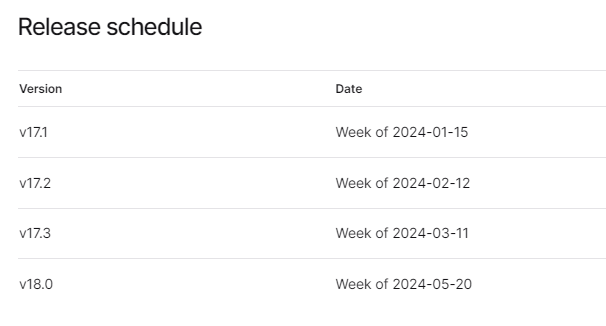 Release schedule
Version Date
v17.1 Week of 2024-01-15
v17.2 Week of 2024-02-12
v17.3 Week of 2024-03-11
v18.0 Week of 2024-05-20